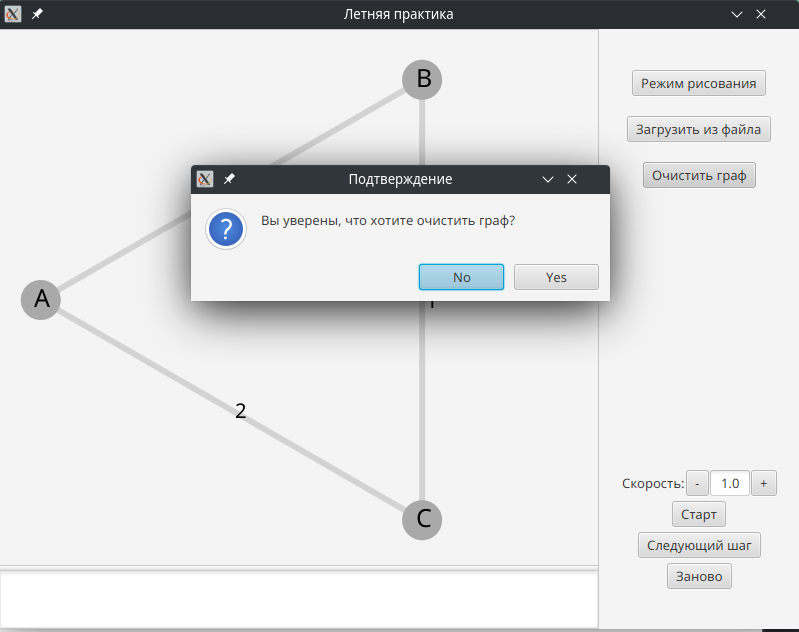 Летняя практика
B
Режим рисования
Загрузить из файла
Очистить граф
Подтверждение
Вы уверены, что хотите очистить граф?
No
Yes
A
2
C
Скорость:
-
1.0
+
Старт
Следующий шаг
Заново